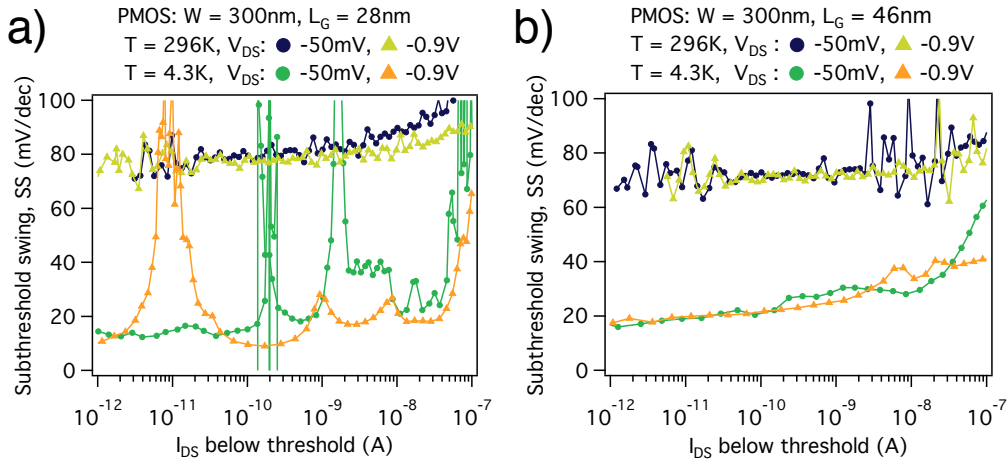 a)
PMOS: W = 300nm, L_G = 28nm
T = 296K, V_DS: -50mV, -0.9V
T = 4.3K, V_DS: -50mV, -0.9V
Subthreshold swing, SS (mV/dec)
100
80
60
40
20
0
10^-12 10^-11 10^-10 10^-9 10^-8 10^-7
I_DS below threshold (A)
b)
PMOS: W = 300nm, L_G = 46nm
T = 296K, V_DS: -50mV, -0.9V
T = 4.3K, V_DS : -50mV, -0.9V
Subthreshold swing, SS (mV/dec)
100
80
60
40
20
0
10^-12 10^-11 10^-10 10^-9 10^-8 10^-7
I_DS below threshold (A)